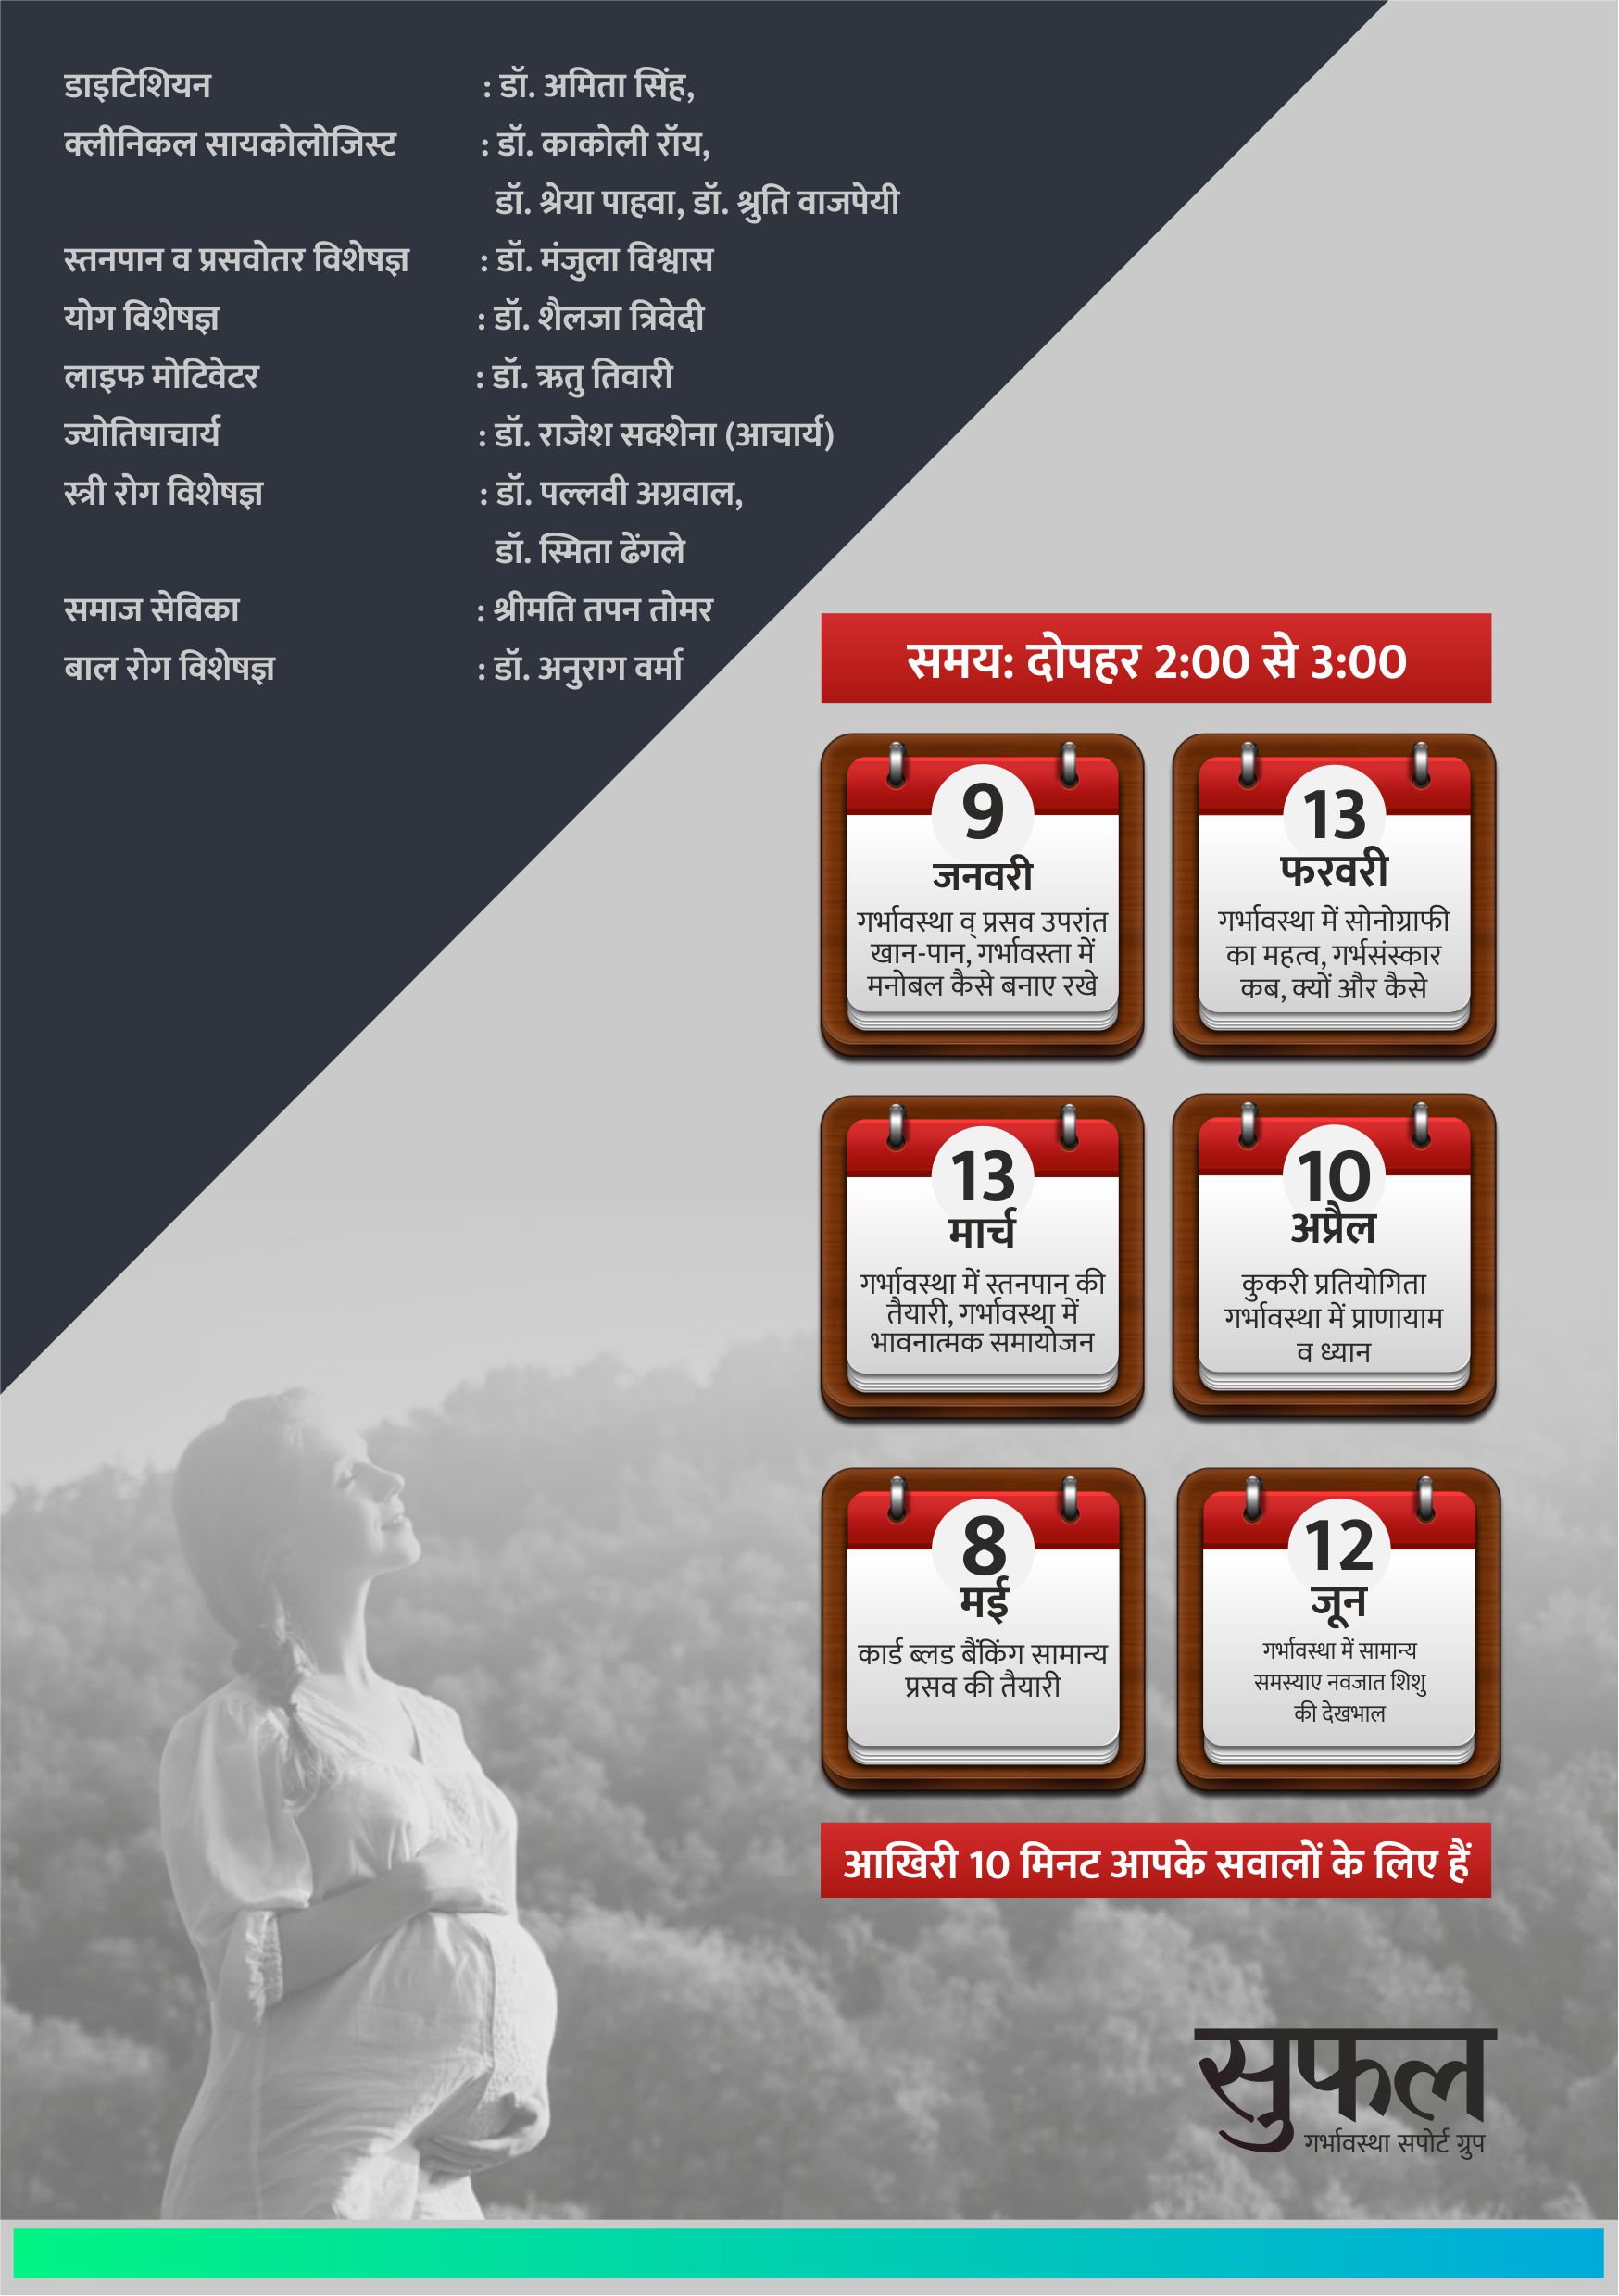 डाइटिशियन : डॉ. अमिता सिंह,
क्लीनिकल सायकोलोजिस्ट : डॉ. काकोली रॉय,
डॉ. श्रेया पाहवा, डॉ. श्रुति वाजपेयी
स्तनपान व प्रसवोतर विशेषज्ञ : डॉ. मंजुला विश्वास
योग विशेषज्ञ : डॉ. शैलजा त्रिवेदी
लाइफ मोटिवेटर : डॉ. ऋतु तिवारी
ज्योतिषाचार्य : डॉ. राजेश सक्शेना (आचार्य)
स्त्री रोग विशेषज्ञ : डॉ. पल्लवी अग्रवाल,
डॉ. स्मिता ढेंगले
समाज सेविका : श्रीमति तपन तोमर
बाल रोग विशेषज्ञ : डॉ. अनुराग वर्मा
समय: दोपहर 2:00 से 3:00
9
जनवरी
गर्भावस्था व् प्रसव उपरांत
खान-पान, गर्भावस्ता में
मनोबल कैसे बनाए रखे
13
फरवरी
गर्भावस्था में सोनोग्राफी
का महत्व, गर्भसंस्कार
कब, क्यों और कैसे
13
मार्च
गर्भावस्था में स्तनपान की
तैयारी, गर्भावस्था में
भावनात्मक समायोजन
10
अप्रैल
कुकरी प्रतियोगिता
गर्भावस्था में प्राणायाम
व ध्यान
8
मई
कार्ड ब्लड बैंकिंग सामान्य
प्रसव की तैयारी
12
जून
गर्भावस्था में सामान्य
समस्याए नवजात शिशु
की देखभाल
आखिरी 10 मिनट आपके सवालों के लिए हैं
सुफल
गर्भावस्था सपोर्ट ग्रुप